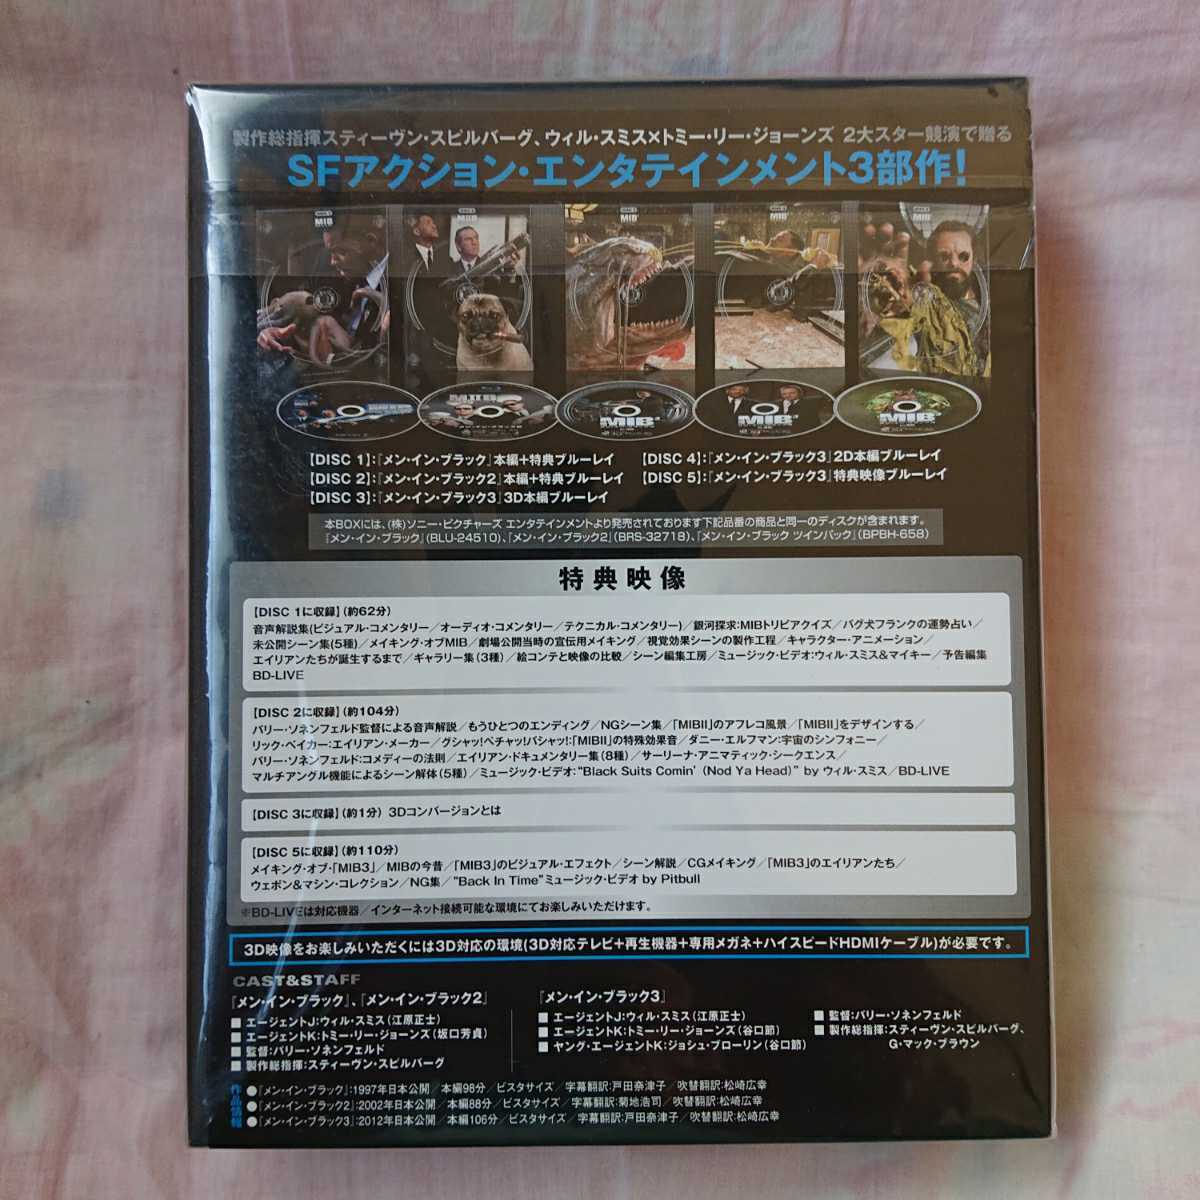 製作総指揮スティーヴン・スピルバーグ、ウィル・スミス×トミー・リー・ジョーンズ 2大スター競演で贈る
SFアクション・エンタテインメント3部作!
MIB
MIB
MIB
MIB
MIB
MIIB
MIB³
MIB³
MIB³
【DISC 1】:『メン・イン・ブラック』本編+特典ブルーレイ
【DISC 2】:『メン・イン・ブラック2』本編+特典ブルーレイ
【DISC 3】:『メン・イン・ブラック3』3D本編ブルーレイ
【DISC 4】:『メン・イン・ブラック3』2D本編ブルーレイ
【DISC 5】:『メン・イン・ブラック3』特典映像ブルーレイ
本BOXには、(株)ソニー・ピクチャーズ エンタテインメントより発売されております下記品番の商品と同一のディスクが含まれます。
『メン・イン・ブラック』(BLU-24510)、『メン・イン・ブラック2』(BRS-32718)、『メン・イン・ブラック ツインパック』(BPBH-658)
特典映像
【DISC 1に収録】(約62分)
音声解説集(ビジュアル・コメンタリー/オーディオ・コメンタリー/テクニカル・コメンタリー)/銀河探求:MIBトリビアクイズ/パグ犬フランクの運勢占い/
未公開シーン集(5種)/メイキング・オブMIB/劇場公開当時の宣伝用メイキング/視覚効果シーンの製作工程/キャラクター・アニメーション/
エイリアンたちが誕生するまで/ギャラリー集(3種)/絵コンテと映像の比較/シーン編集工房/ミュージック・ビデオ:ウィル・スミス&マイキー/予告編集
BD-LIVE
【DISC 2に収録】(約104分)
バリー・ソネンフェルド監督による音声解説/もうひとつのエンディング/NGシーン集/「MIBII」のアフレコ風景/「MIBII」をデザインする/
リック・ベイカー:エイリアン・メーカー/グシャッ!ペチャッ!バシャッ!:「MIBII」の特殊効果音/ダニー・エルフマン:宇宙のシンフォニー/
バリー・ソネンフェルド:コメディーの法則/エイリアン・ドキュメンタリー集(8種)/サーリーナ・アニマティック・シークエンス/
マルチアングル機能によるシーン解体(5種)/ミュージック・ビデオ:“Black Suits Comin’ (Nod Ya Head)” by ウィル・スミス/BD-LIVE
【DISC 3に収録】(約1分) 3Dコンバージョンとは
【DISC 5に収録】(約110分)
メイキング・オブ・「MIB3」/MIBの今昔/「MIB3」のビジュアル・エフェクト/シーン解説/CGメイキング/「MIB3」のエイリアンたち/
ウェポン&マシン・コレクション/NG集/“Back In Time”ミュージック・ビデオ by Pitbull
※BD-LIVEは対応機器/インターネット接続可能な環境にてお楽しみいただけます。
3D映像をお楽しみいただくには3D対応の環境(3D対応テレビ+再生機器+専用メガネ+ハイスピードHDMIケーブル)が必要です。
CAST&STAFF
『メン・イン・ブラック』、『メン・イン・ブラック2』
■ エージェントJ:ウィル・スミス(江原正士)
■ エージェントK:トミー・リー・ジョーンズ(坂口芳貞)
■ 監督:バリー・ソネンフェルド
■ 製作総指揮:スティーヴン・スピルバーグ
『メン・イン・ブラック3』
■ エージェントJ:ウィル・スミス(江原正士)
■ エージェントK:トミー・リー・ジョーンズ(谷口節)
■ ヤング・エージェントK:ジョシュ・ブローリン(谷口節)
■ 監督:バリー・ソネンフェルド
■ 製作総指揮:スティーヴン・スピルバーグ、
G・マック・ブラウン
作品情報
●『メン・イン・ブラック』:1997年日本公開/本編98分/ビスタサイズ/字幕翻訳:戸田奈津子/吹替翻訳:松崎広幸
●『メン・イン・ブラック2』:2002年日本公開/本編88分/ビスタサイズ/字幕翻訳:菊地浩司/吹替翻訳:松崎広幸
●『メン・イン・ブラック3』:2012年日本公開/本編106分/ビスタサイズ/字幕翻訳:戸田奈津子/吹替翻訳:松崎広幸